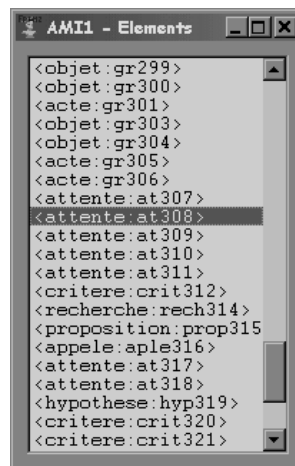 AMI1 - Elements
<objet:gr299>
<objet:gr300>
<acte:gr301>
<objet:gr303>
<objet:gr304>
<acte:gr305>
<acte:gr306>
<attente:at307>
<attente:at308>
<attente:at309>
<attente:at310>
<attente:at311>
<critere:crit312>
<recherche:rech314>
<proposition:prop315
<appele:aple316>
<attente:at317>
<attente:at318>
<hypothese:hyp319>
<critere:crit320>
<critere:crit321>